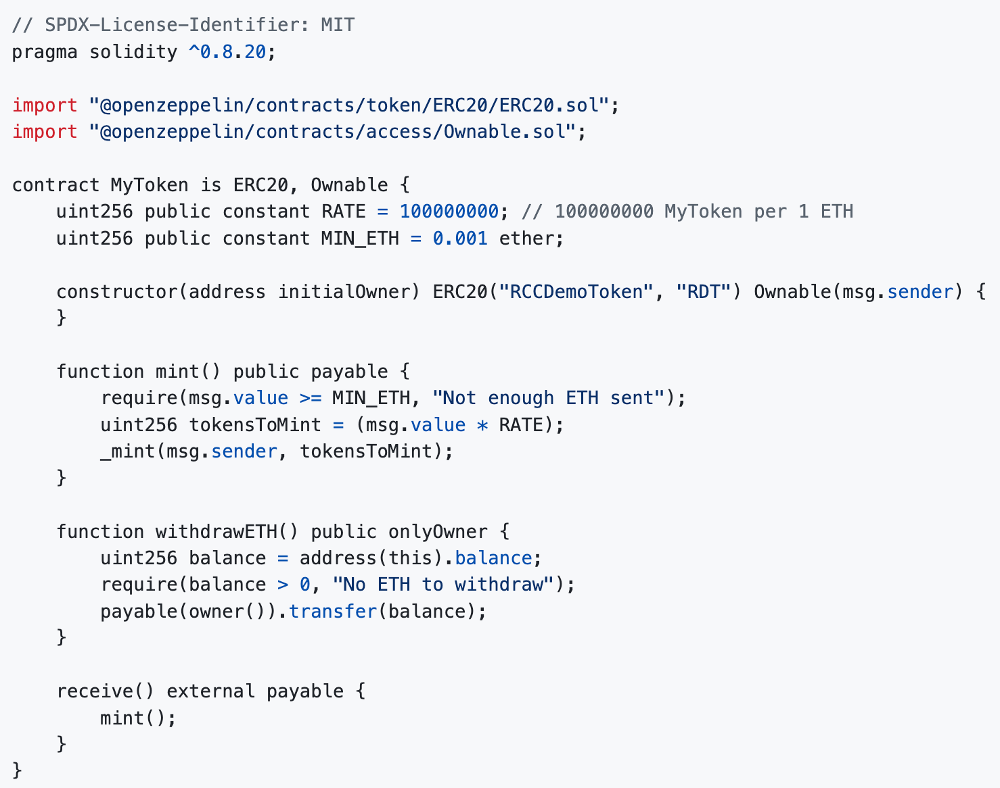 // SPDX-License-Identifier: MIT
pragma solidity ^0.8.20;

import "@openzeppelin/contracts/token/ERC20/ERC20.sol";
import "@openzeppelin/contracts/access/Ownable.sol";

contract MyToken is ERC20, Ownable {
    uint256 public constant RATE = 100000000; // 100000000 MyToken per 1 ETH
    uint256 public constant MIN_ETH = 0.001 ether;

    constructor(address initialOwner) ERC20("RCCDemoToken", "RDT") Ownable(msg.sender) {
    }

    function mint() public payable {
        require(msg.value >= MIN_ETH, "Not enough ETH sent");
        uint256 tokensToMint = (msg.value * RATE);
        _mint(msg.sender, tokensToMint);
    }

    function withdrawETH() public onlyOwner {
        uint256 balance = address(this).balance;
        require(balance > 0, "No ETH to withdraw");
        payable(owner()).transfer(balance);
    }

    receive() external payable {
        mint();
    }
}